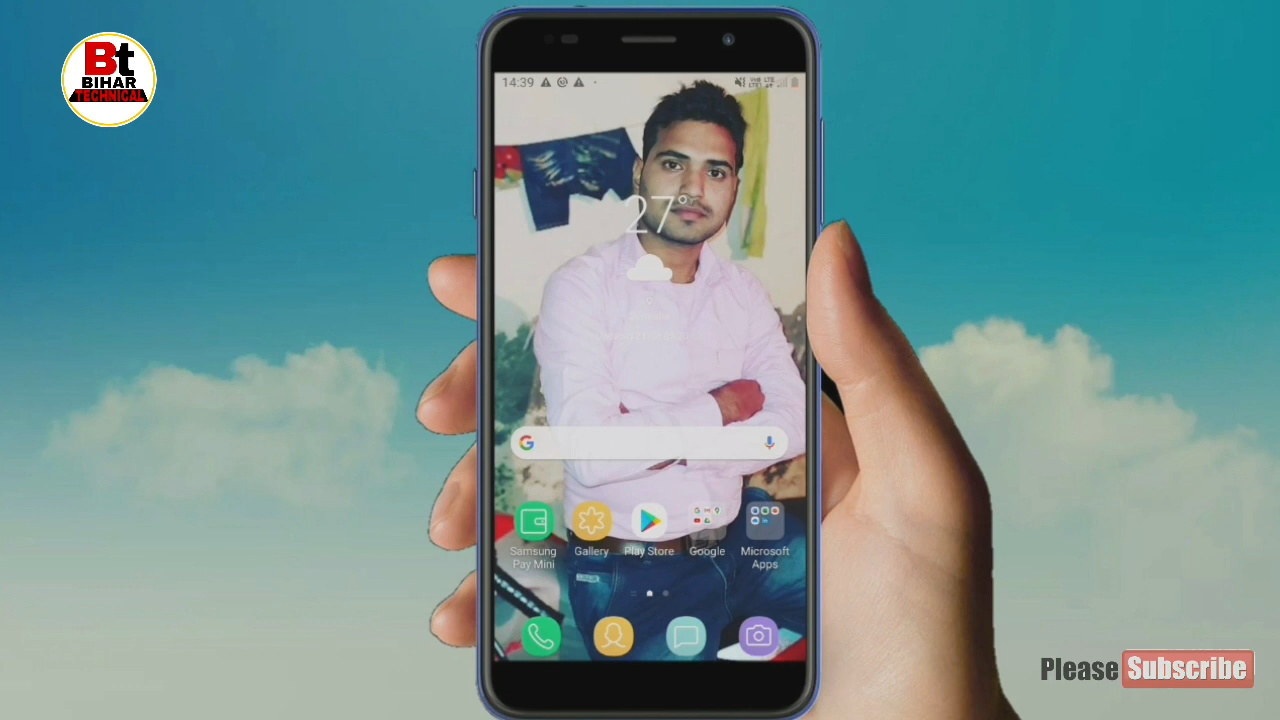 Bt
BIHAR
TECHNICAL
14:39
27°
G
Samsung
Pay Mini
Gallery
Play Store
Google
Microsoft
Apps
Please Subscribe